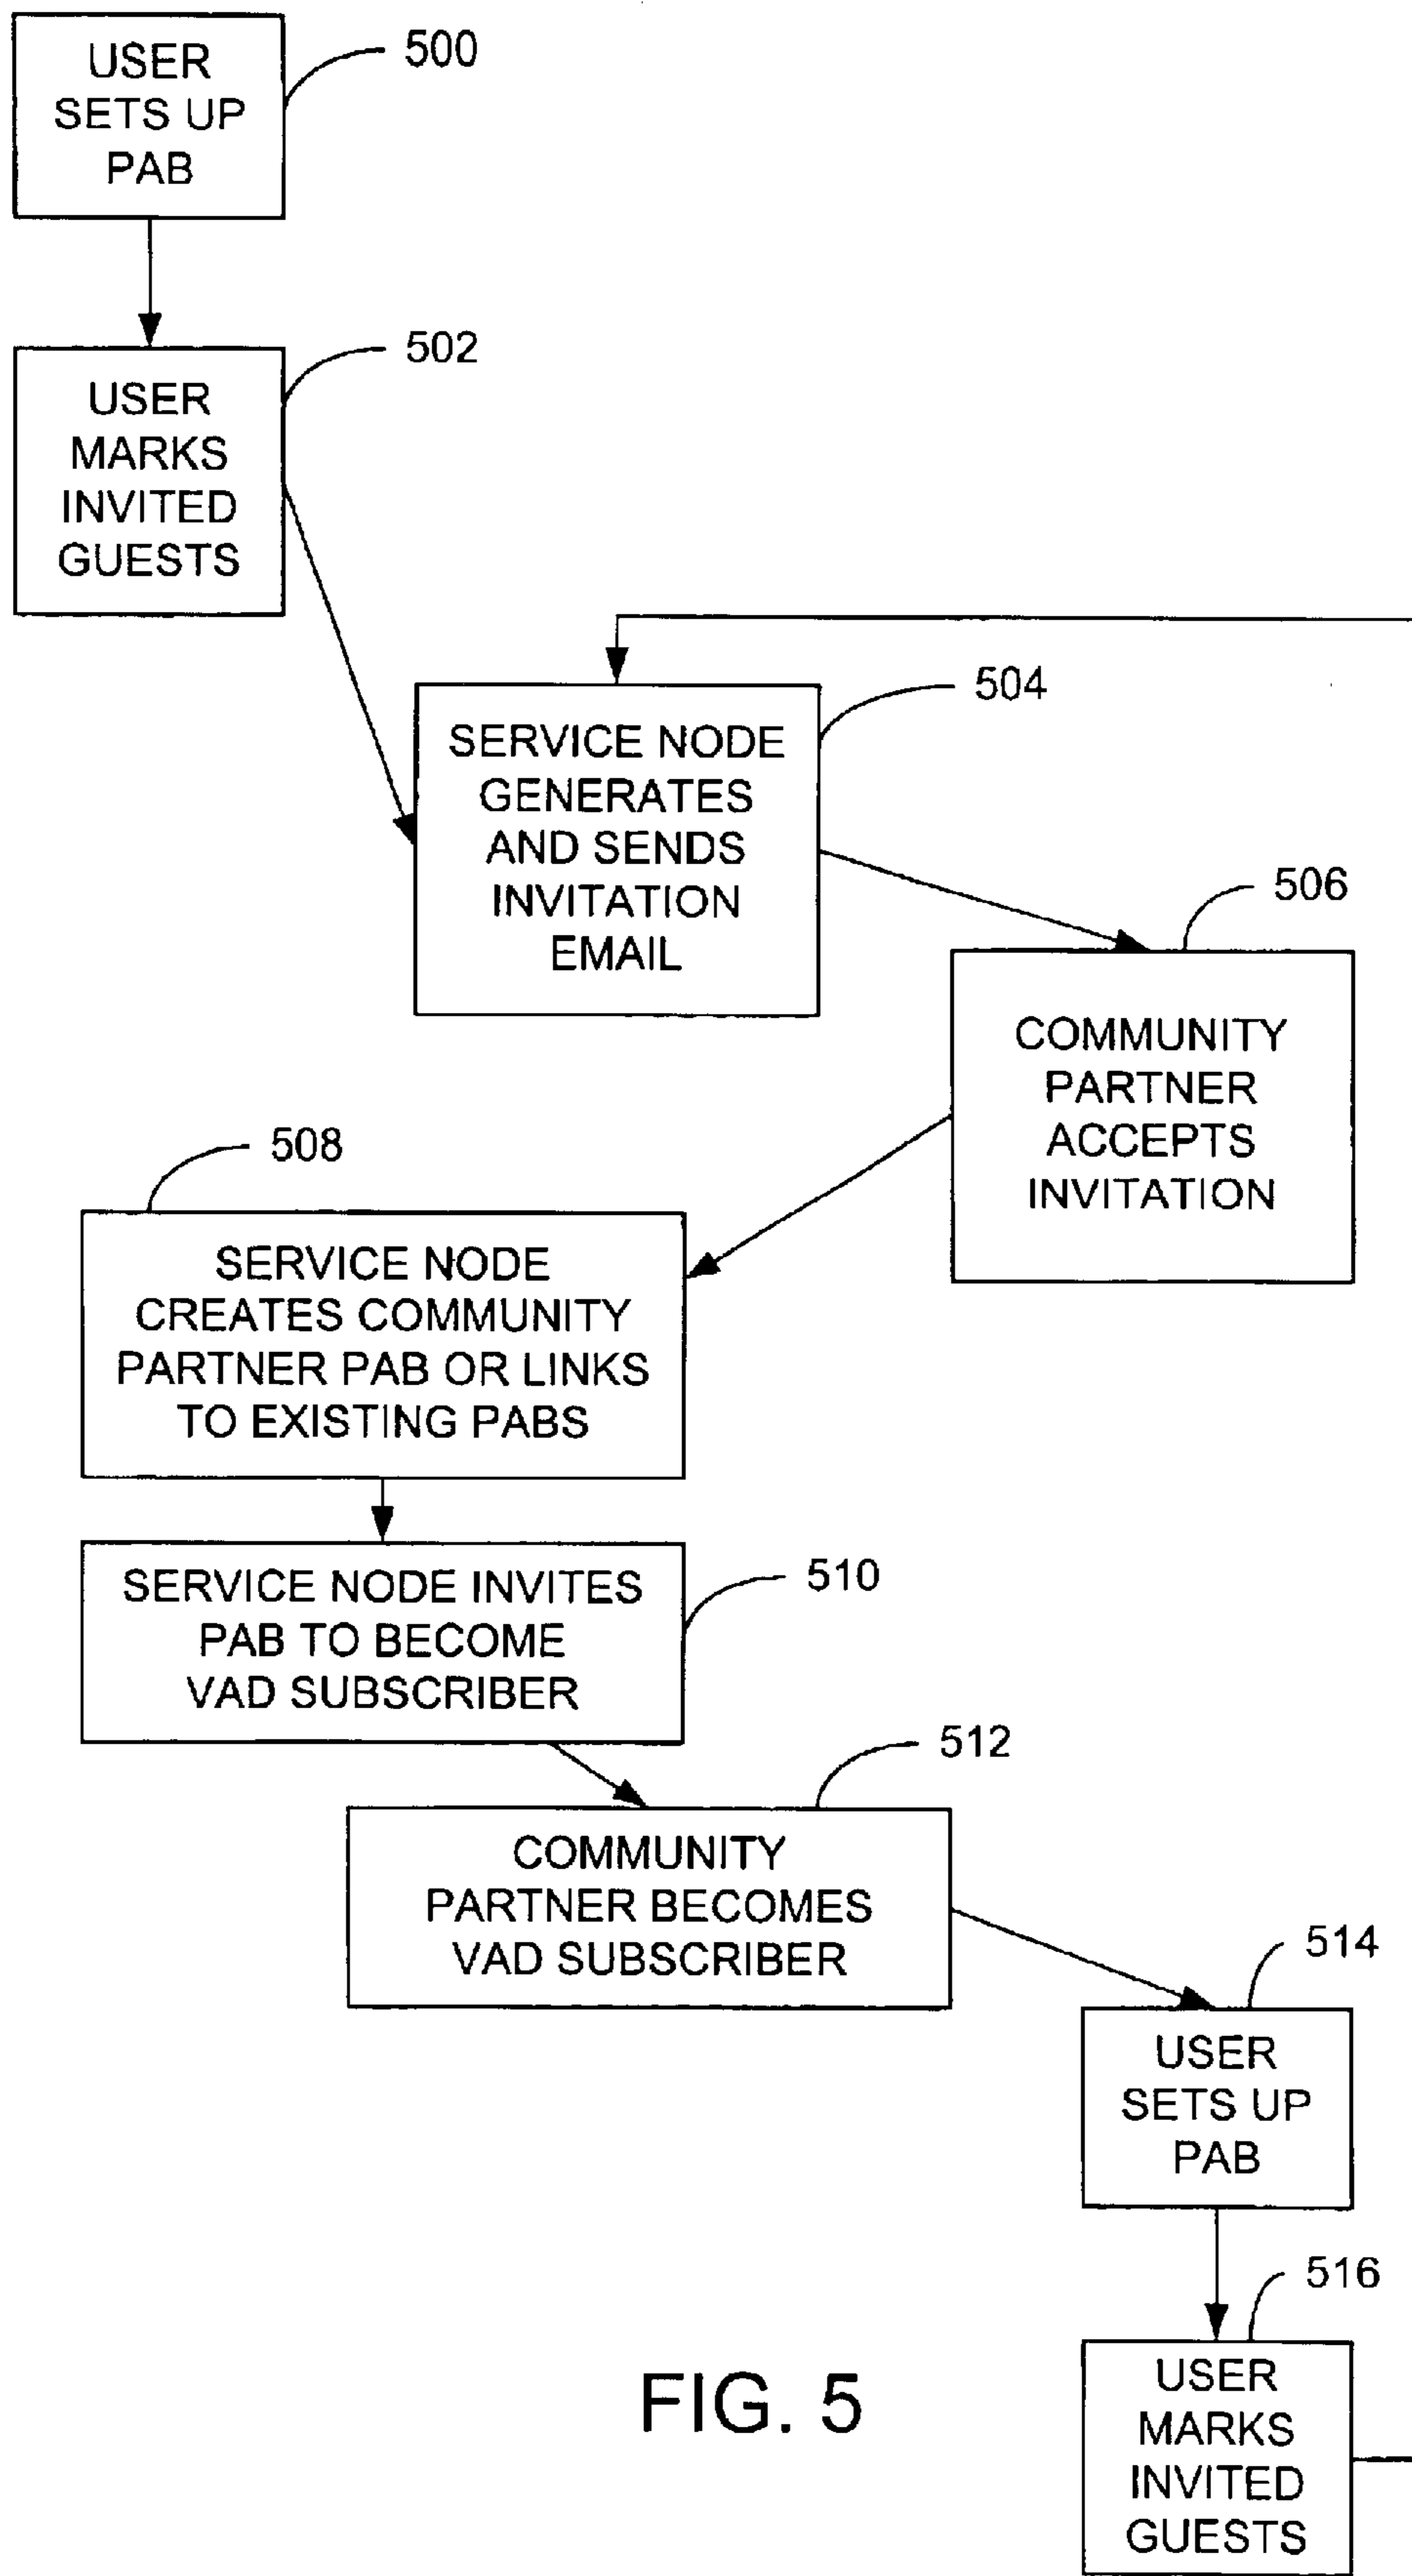 USER
SETS UP
PAB
500
USER
MARKS
INVITED
GUESTS
502
SERVICE NODE
GENERATES
AND SENDS
INVITATION
EMAIL
504
COMMUNITY
PARTNER
ACCEPTS
INVITATION
506
SERVICE NODE
CREATES COMMUNITY
PARTNER PAB OR LINKS
TO EXISTING PABS
508
SERVICE NODE INVITES
PAB TO BECOME
VAD SUBSCRIBER
510
COMMUNITY
PARTNER BECOMES
VAD SUBSCRIBER
512
USER
SETS UP
PAB
514
USER
MARKS
INVITED
GUESTS
516
FIG. 5